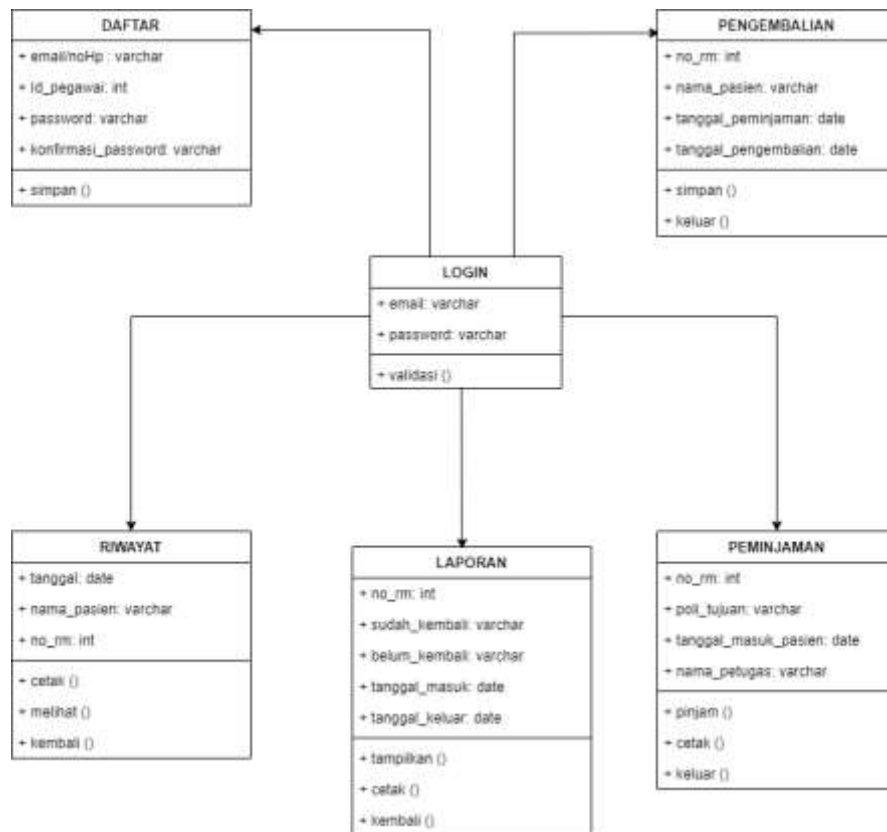 DAFTAR
+ email/noHp : varchar
+ id_pegawai: int
+ password: varchar
+ konfirmasi_password: varchar
+ simpan ()
PENGEMBALIAN
+ no_rm: int
+ nama_pasien: varchar
+ tanggal_peminjaman: date
+ tanggal_pengembalian: date
+ simpan ()
+ keluar ()
LOGIN
+ email: varchar
+ password: varchar
+ validasi ()
RIWAYAT
+ tanggal: date
+ nama_pasien: varchar
+ no_rm: int
+ cetak ()
+ melihat ()
+ kembali ()
LAPORAN
+ no_rm: int
+ sudah_kembali: varchar
+ belum_kembali: varchar
+ tanggal_masuk: date
+ tanggal_keluar: date
+ tampilkan ()
+ cetak ()
+ kembali ()
PEMINJAMAN
+ no_rm: int
+ poli_tujuan: varchar
+ tanggal_masuk_pasien: date
+ nama_petugas: varchar
+ pinjam ()
+ cetak ()
+ keluar ()